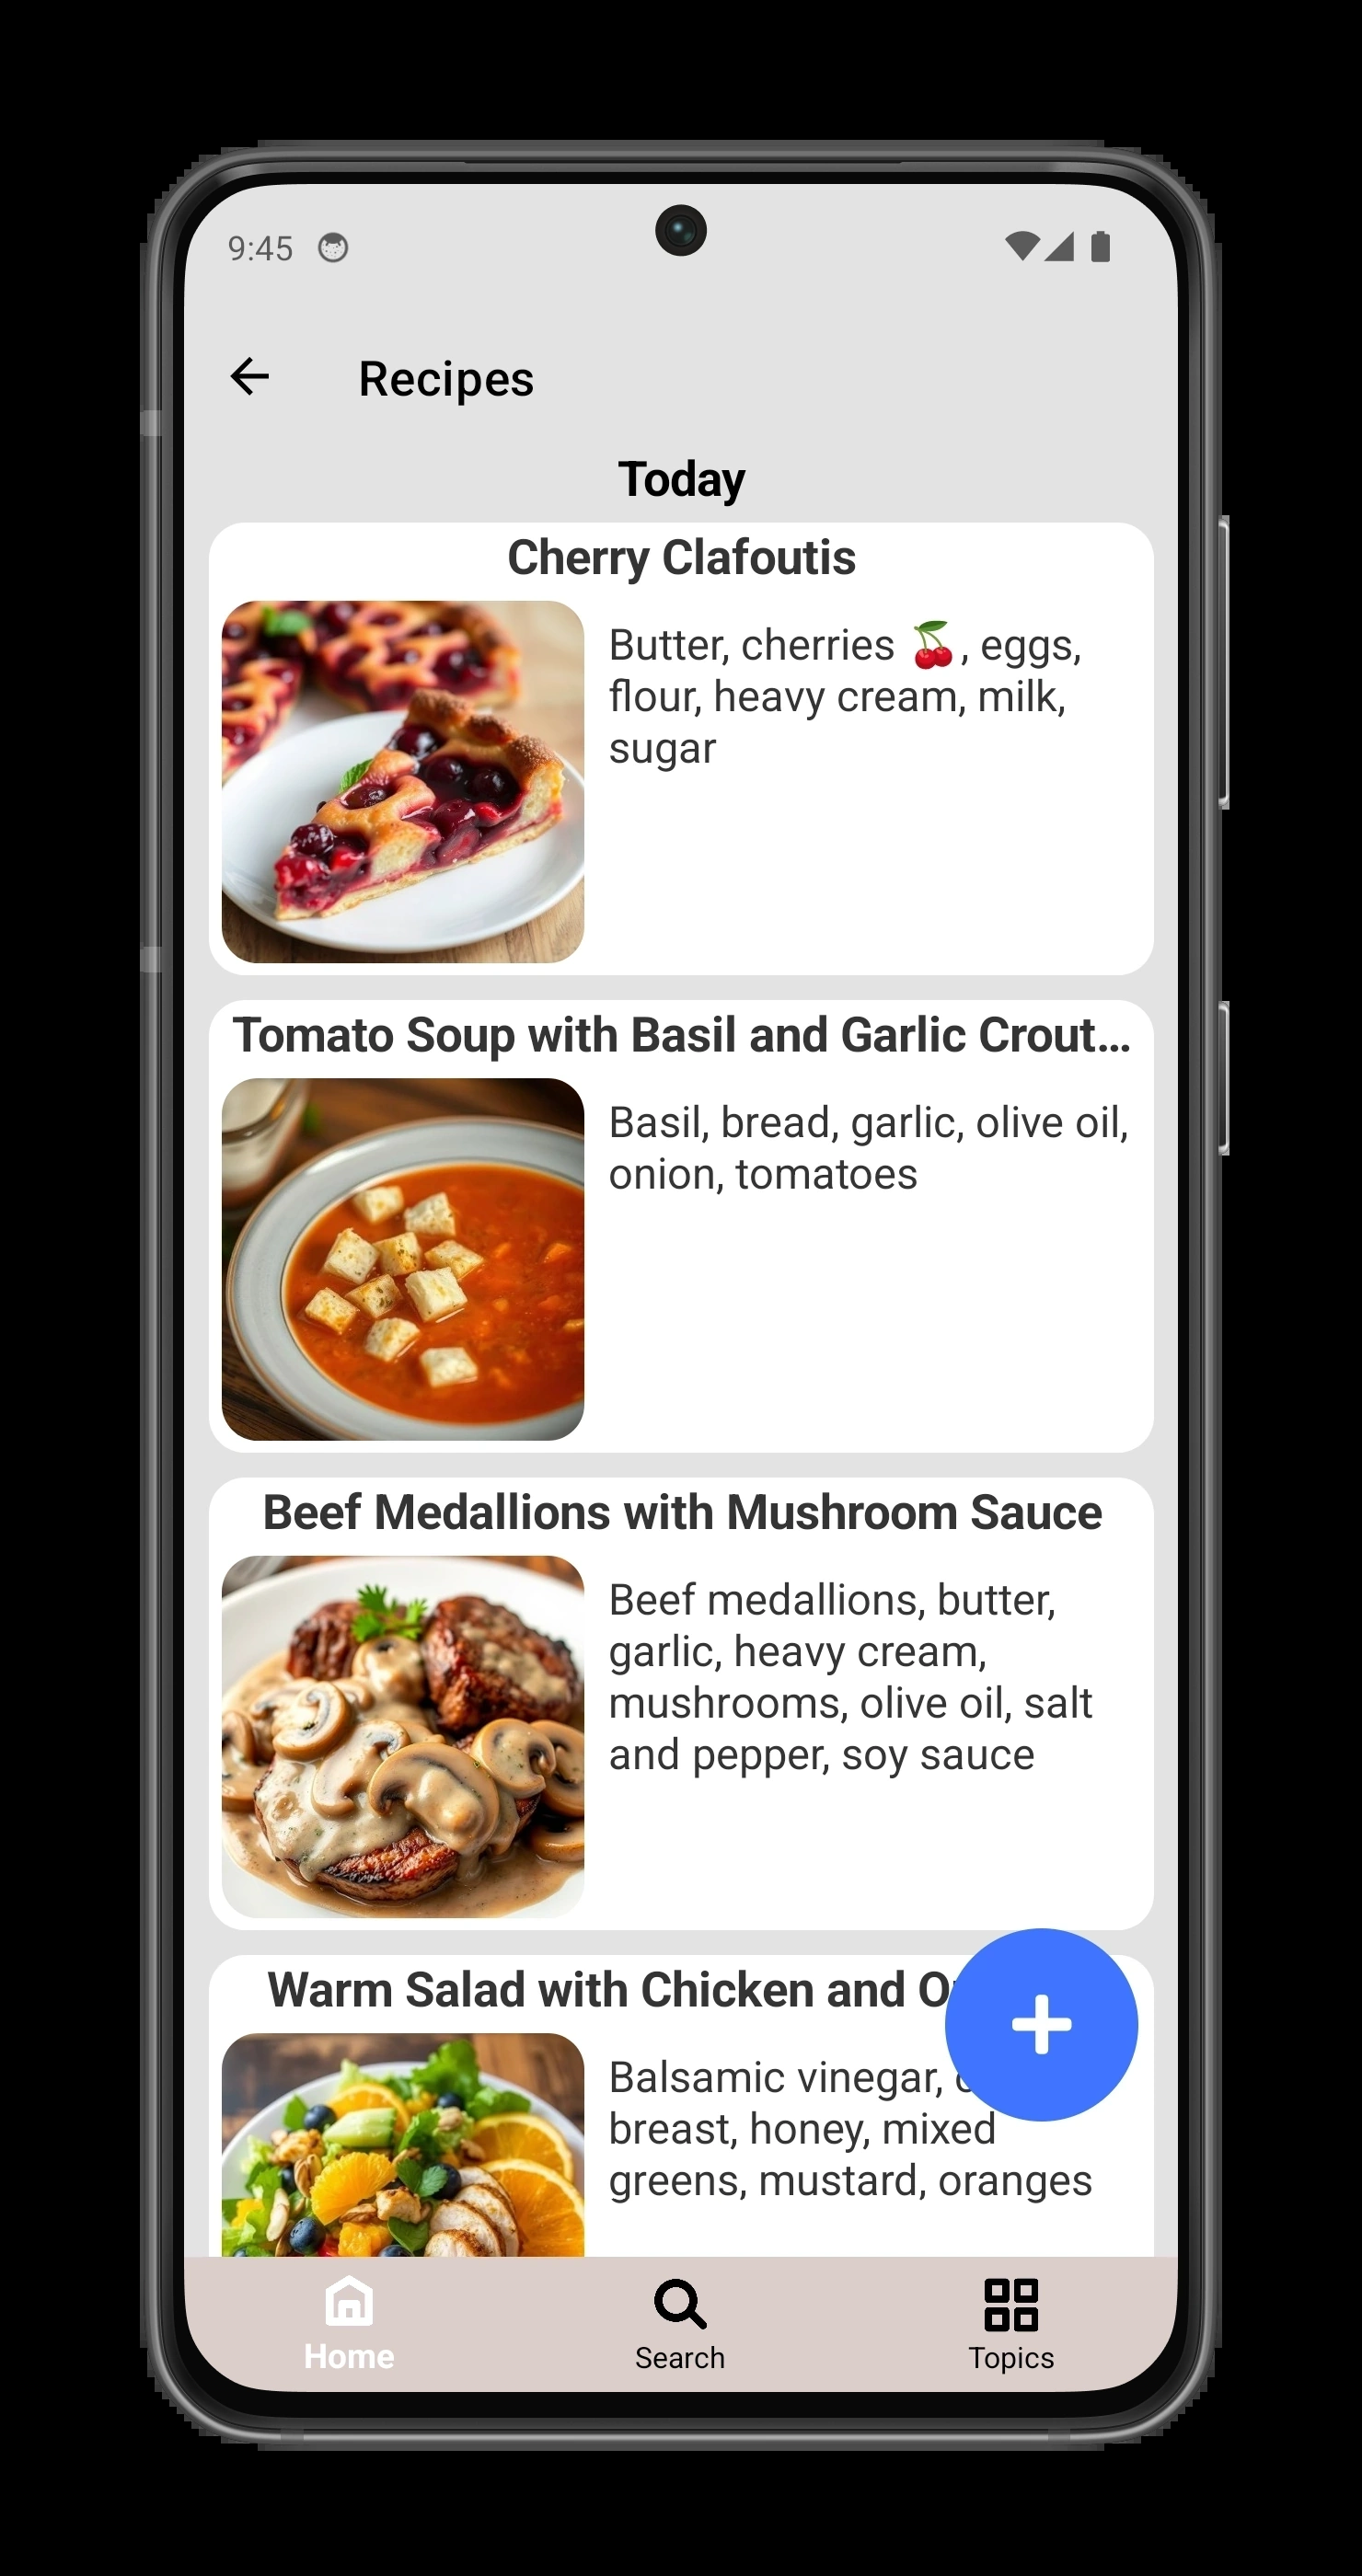 9:45
Recipes
Today
Cherry Clafoutis
Butter, cherries 🍒, eggs,
flour, heavy cream, milk,
sugar
Tomato Soup with Basil and Garlic Crout...
Basil, bread, garlic, olive oil,
onion, tomatoes
Beef Medallions with Mushroom Sauce
Beef medallions, butter,
garlic, heavy cream,
mushrooms, olive oil, salt
and pepper, soy sauce
Warm Salad with Chicken and
Balsamic vinegar,
breast, honey, mixed
greens, mustard, oranges
Home
Search
Topics